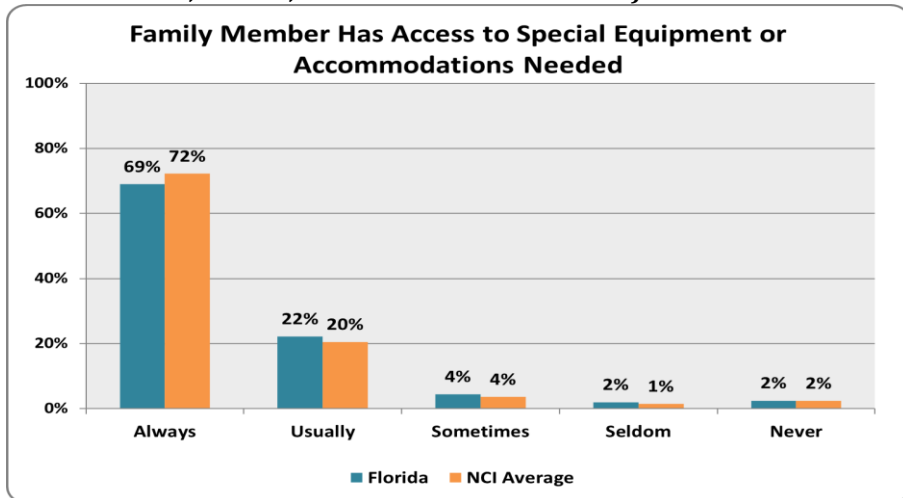 Family Member Has Access to Special Equipment or
Accommodations Needed
100%
80%
60%
40%
20%
0%
69%
72%
22%
20%
4%
4%
2%
1%
2%
2%
Always
Usually
Sometimes
Seldom
Never
Florida
NCI Average